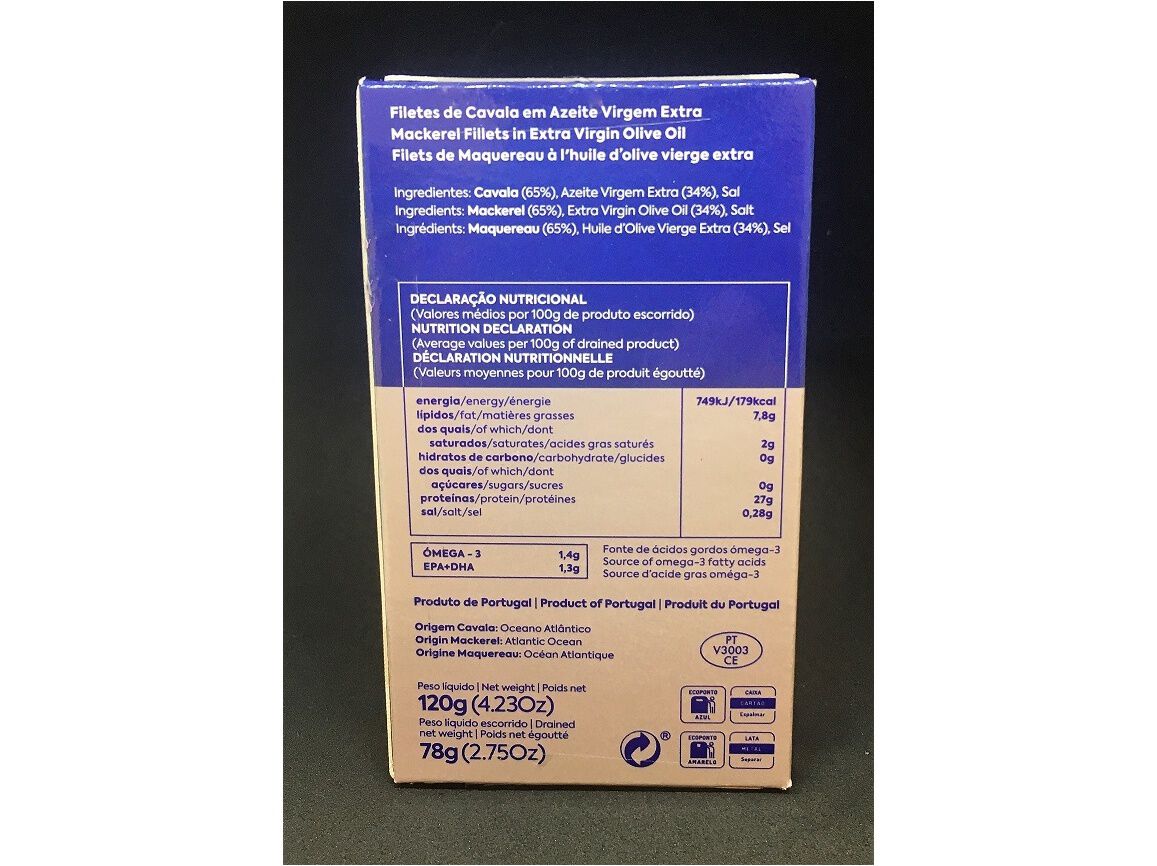 Filetes de Cavala em Azeite Virgem Extra
Mackerel Fillets in Extra Virgin Olive Oil
Filets de Maquereau à l'huile d'olive vierge extra
Ingredientes: Cavala (65%), Azeite Virgem Extra (34%), Sal
Ingredients: Mackerel (65%), Extra Virgin Olive Oil (34%), Salt
Ingrédients: Maquereau (65%), Huile d'Olive Vierge Extra (34%), Sel
DECLARAÇÃO NUTRICIONAL
(Valores médios por 100g de produto escorrido)
NUTRITION DECLARATION
(Average values per 100g of drained product)
DÉCLARATION NUTRITIONNELLE
(Valeurs moyennes pour 100g de produit égoutté)
energia/energy/énergie 749kJ/179kcal
lípidos/fat/matières grasses 7,8g
dos quais/of which/dont
saturados/saturates/acides gras saturés 2g
hidratos de carbono/carbohydrate/glucides 0g
dos quais/of which/dont
açúcares/sugars/sucres 0g
proteínas/protein/protéines 27g
sal/salt/sel 0,28g
ÓMEGA - 3 1,4g
EPA+DHA 1,3g
Fonte de ácidos gordos ómega-3
Source of omega-3 fatty acids
Source d'acide gras oméga-3
Produto de Portugal | Product of Portugal | Produit du Portugal
Origem Cavala: Oceano Atlântico
Origin Mackerel: Atlantic Ocean
Origine Maquereau: Océan Atlantique
PT
V3003
CE
Peso líquido | Net weight | Poids net
120g (4.23Oz)
Peso líquido escorrido | Drained
net weight | Poids net égoutté
78g (2.75Oz)
®
ECOPONTO
AZUL
CAIXA
CARTÃO
Espalmar
ECOPONTO
AMARELO
LATA
METAL
Separar